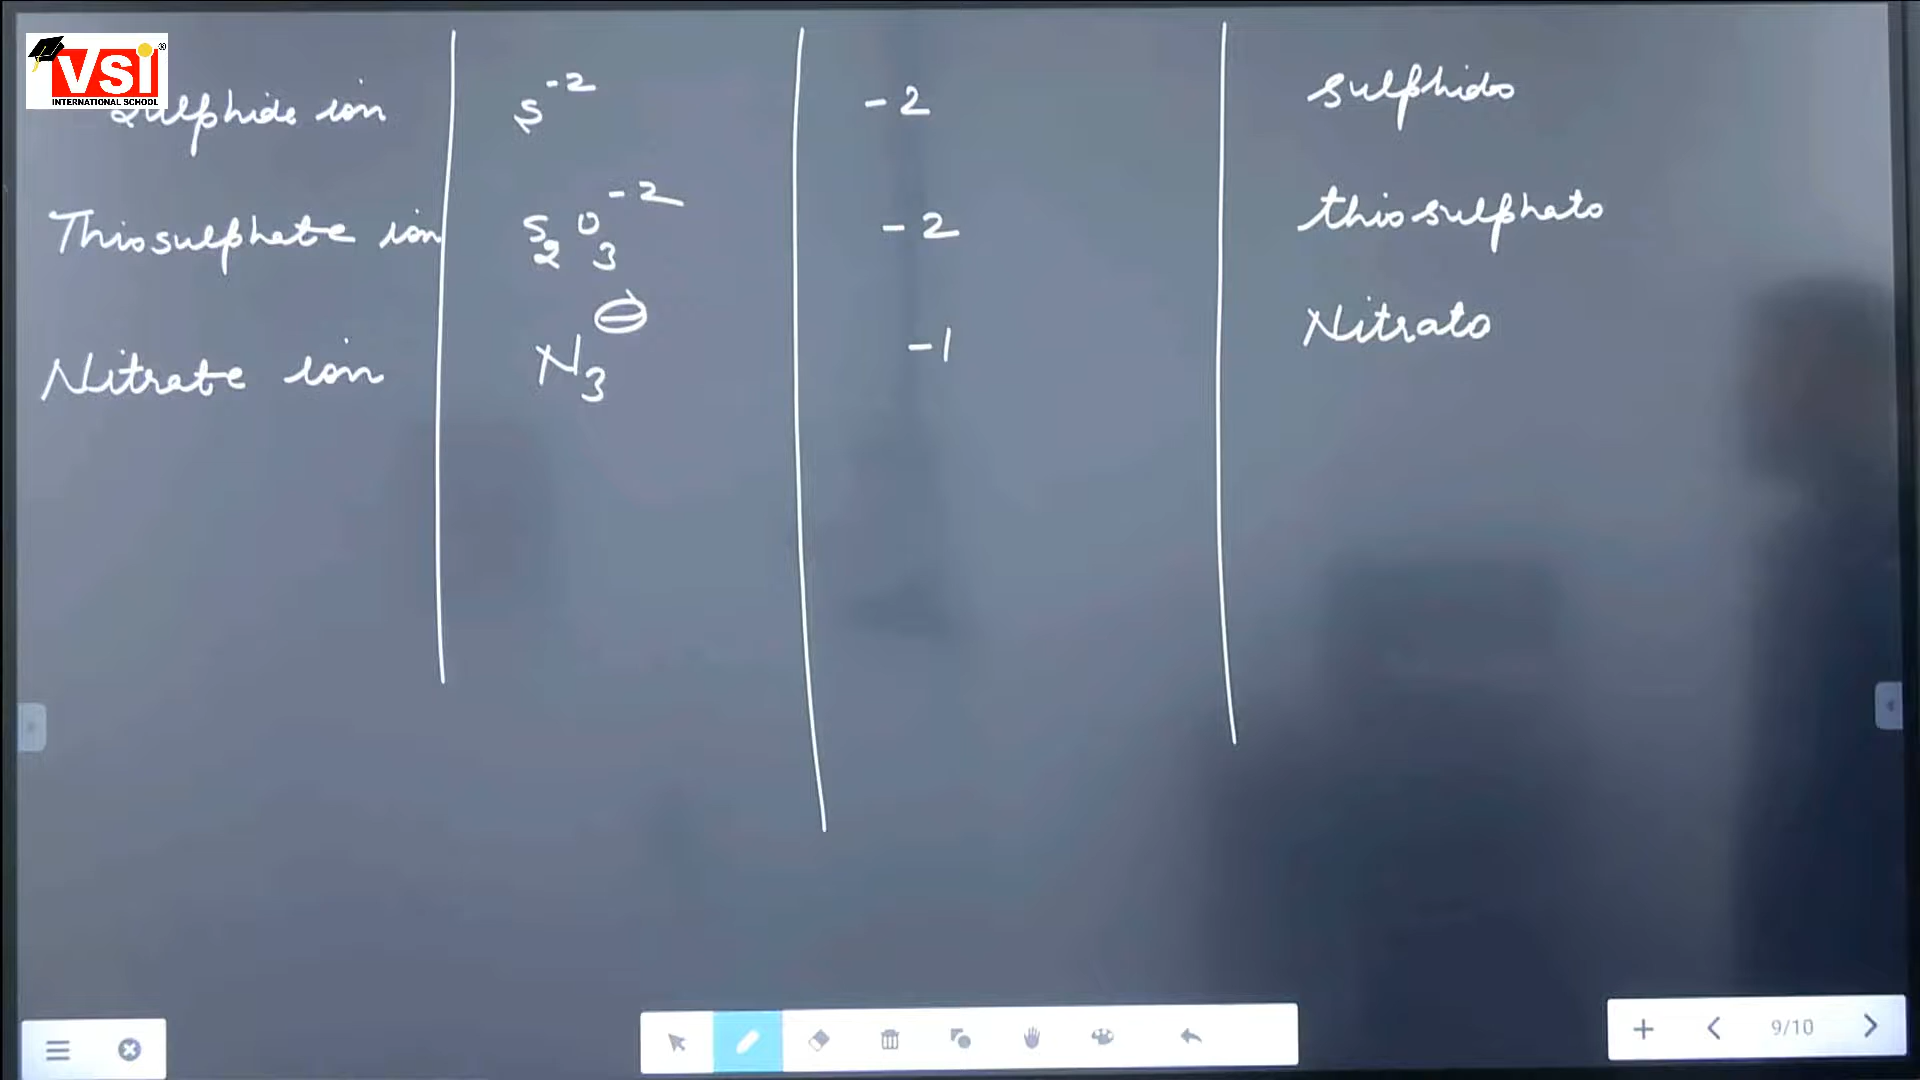 VSI
INTERNATIONAL SCHOOL
Sulphide ion S⁻² -2 sulphido
Thiosulphate ion S₂O₃⁻² -2 thiosulphato
Nitrate ion N₃⊖ -1 Nitrato
9/10